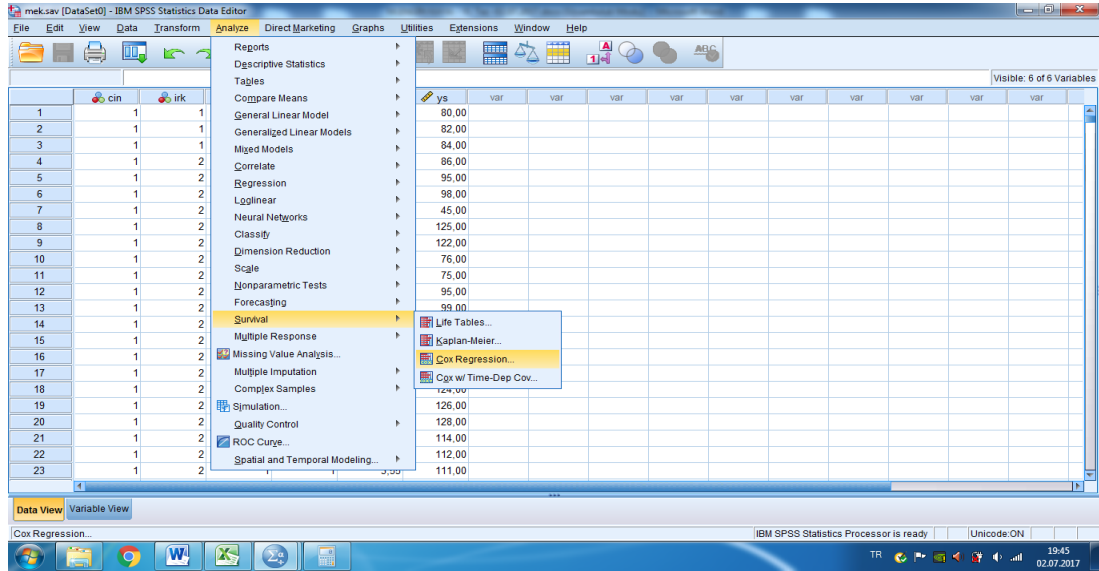 mek.sav [DataSet0] - IBM SPSS Statistics Data Editor
File Edit View Data Transform Analyze Direct Marketing Graphs Utilities Extensions Window Help
Visible: 6 of 6 Variables
cin irk ys var var var var var var var var var var
1 1 1 80,00
2 1 1 82,00
3 1 1 84,00
4 1 2 86,00
5 1 2 95,00
6 1 2 98,00
7 1 2 45,00
8 1 2 125,00
9 1 2 122,00
10 1 2 76,00
11 1 2 75,00
12 1 2 95,00
13 1 2 99,00
14 1 2
15 1 2
16 1 2
17 1 2
18 1 2 124,00
19 1 2 126,00
20 1 2 128,00
21 1 2 114,00
22 1 2 112,00
23 1 2 1 1 111,00
Reports
Descriptive Statistics
Tables
Compare Means
General Linear Model
Generalized Linear Models
Mixed Models
Correlate
Regression
Loglinear
Neural Networks
Classify
Dimension Reduction
Scale
Nonparametric Tests
Forecasting
Survival
Multiple Response
Missing Value Analysis...
Multiple Imputation
Complex Samples
Simulation...
Quality Control
ROC Curve...
Spatial and Temporal Modeling...
Life Tables...
Kaplan-Meier...
Cox Regression...
Cox w/ Time-Dep Cov...
Data View Variable View
Cox Regression... IBM SPSS Statistics Processor is ready Unicode:ON
TR 19:45
02.07.2017